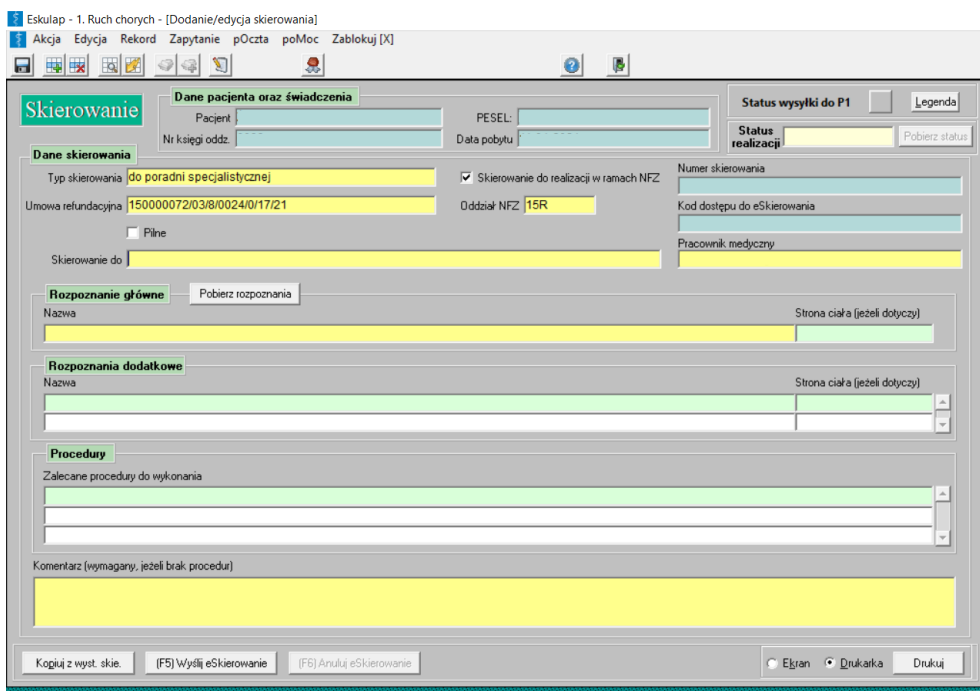 Eskulap - 1. Ruch chorych - [Dodanie/edycja skierowania]
Akcja Edycja Rekord Zapytanie pOczta poMoc Zablokuj [X]
Skierowanie
Dane pacjenta oraz świadczenia
Pacjent
PESEL:
Nr księgi oddz.
Data pobytu
Status wysyłki do P1
Legenda
Status realizacji
Pobierz status
Dane skierowania
Typ skierowania do poradni specjalistycznej
Skierowanie do realizacji w ramach NFZ
Numer skierowania
Umowa refundacyjna 150000072/03/8/0024/0/17/21
Oddział NFZ 15R
Kod dostępu do eSkierowania
Pilne
Pracownik medyczny
Skierowanie do
Rozpoznanie główne
Pobierz rozpoznania
Nazwa
Strona ciała (jeżeli dotyczy)
Rozpoznania dodatkowe
Nazwa
Strona ciała (jeżeli dotyczy)
Procedury
Zalecane procedury do wykonania
Komentarz (wymagany, jeżeli brak procedur)
Kopiuj z wyst. skie.
(F5) Wyślij eSkierowanie
(F6) Anuluj eSkierowanie
Ekran
Drukarka
Drukuj